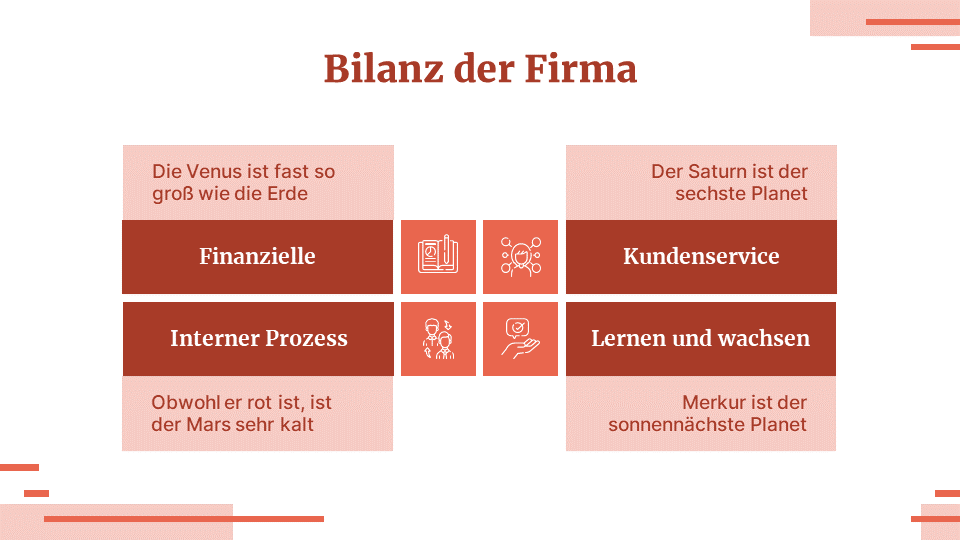 Bilanz der Firma
Die Venus ist fast so
groß wie die Erde
Finanzielle
Der Saturn ist der
sechste Planet
Kundenservice
Interner Prozess
Obwohl er rot ist, ist
der Mars sehr kalt
Lernen und wachsen
Merkur ist der
sonnennächste Planet